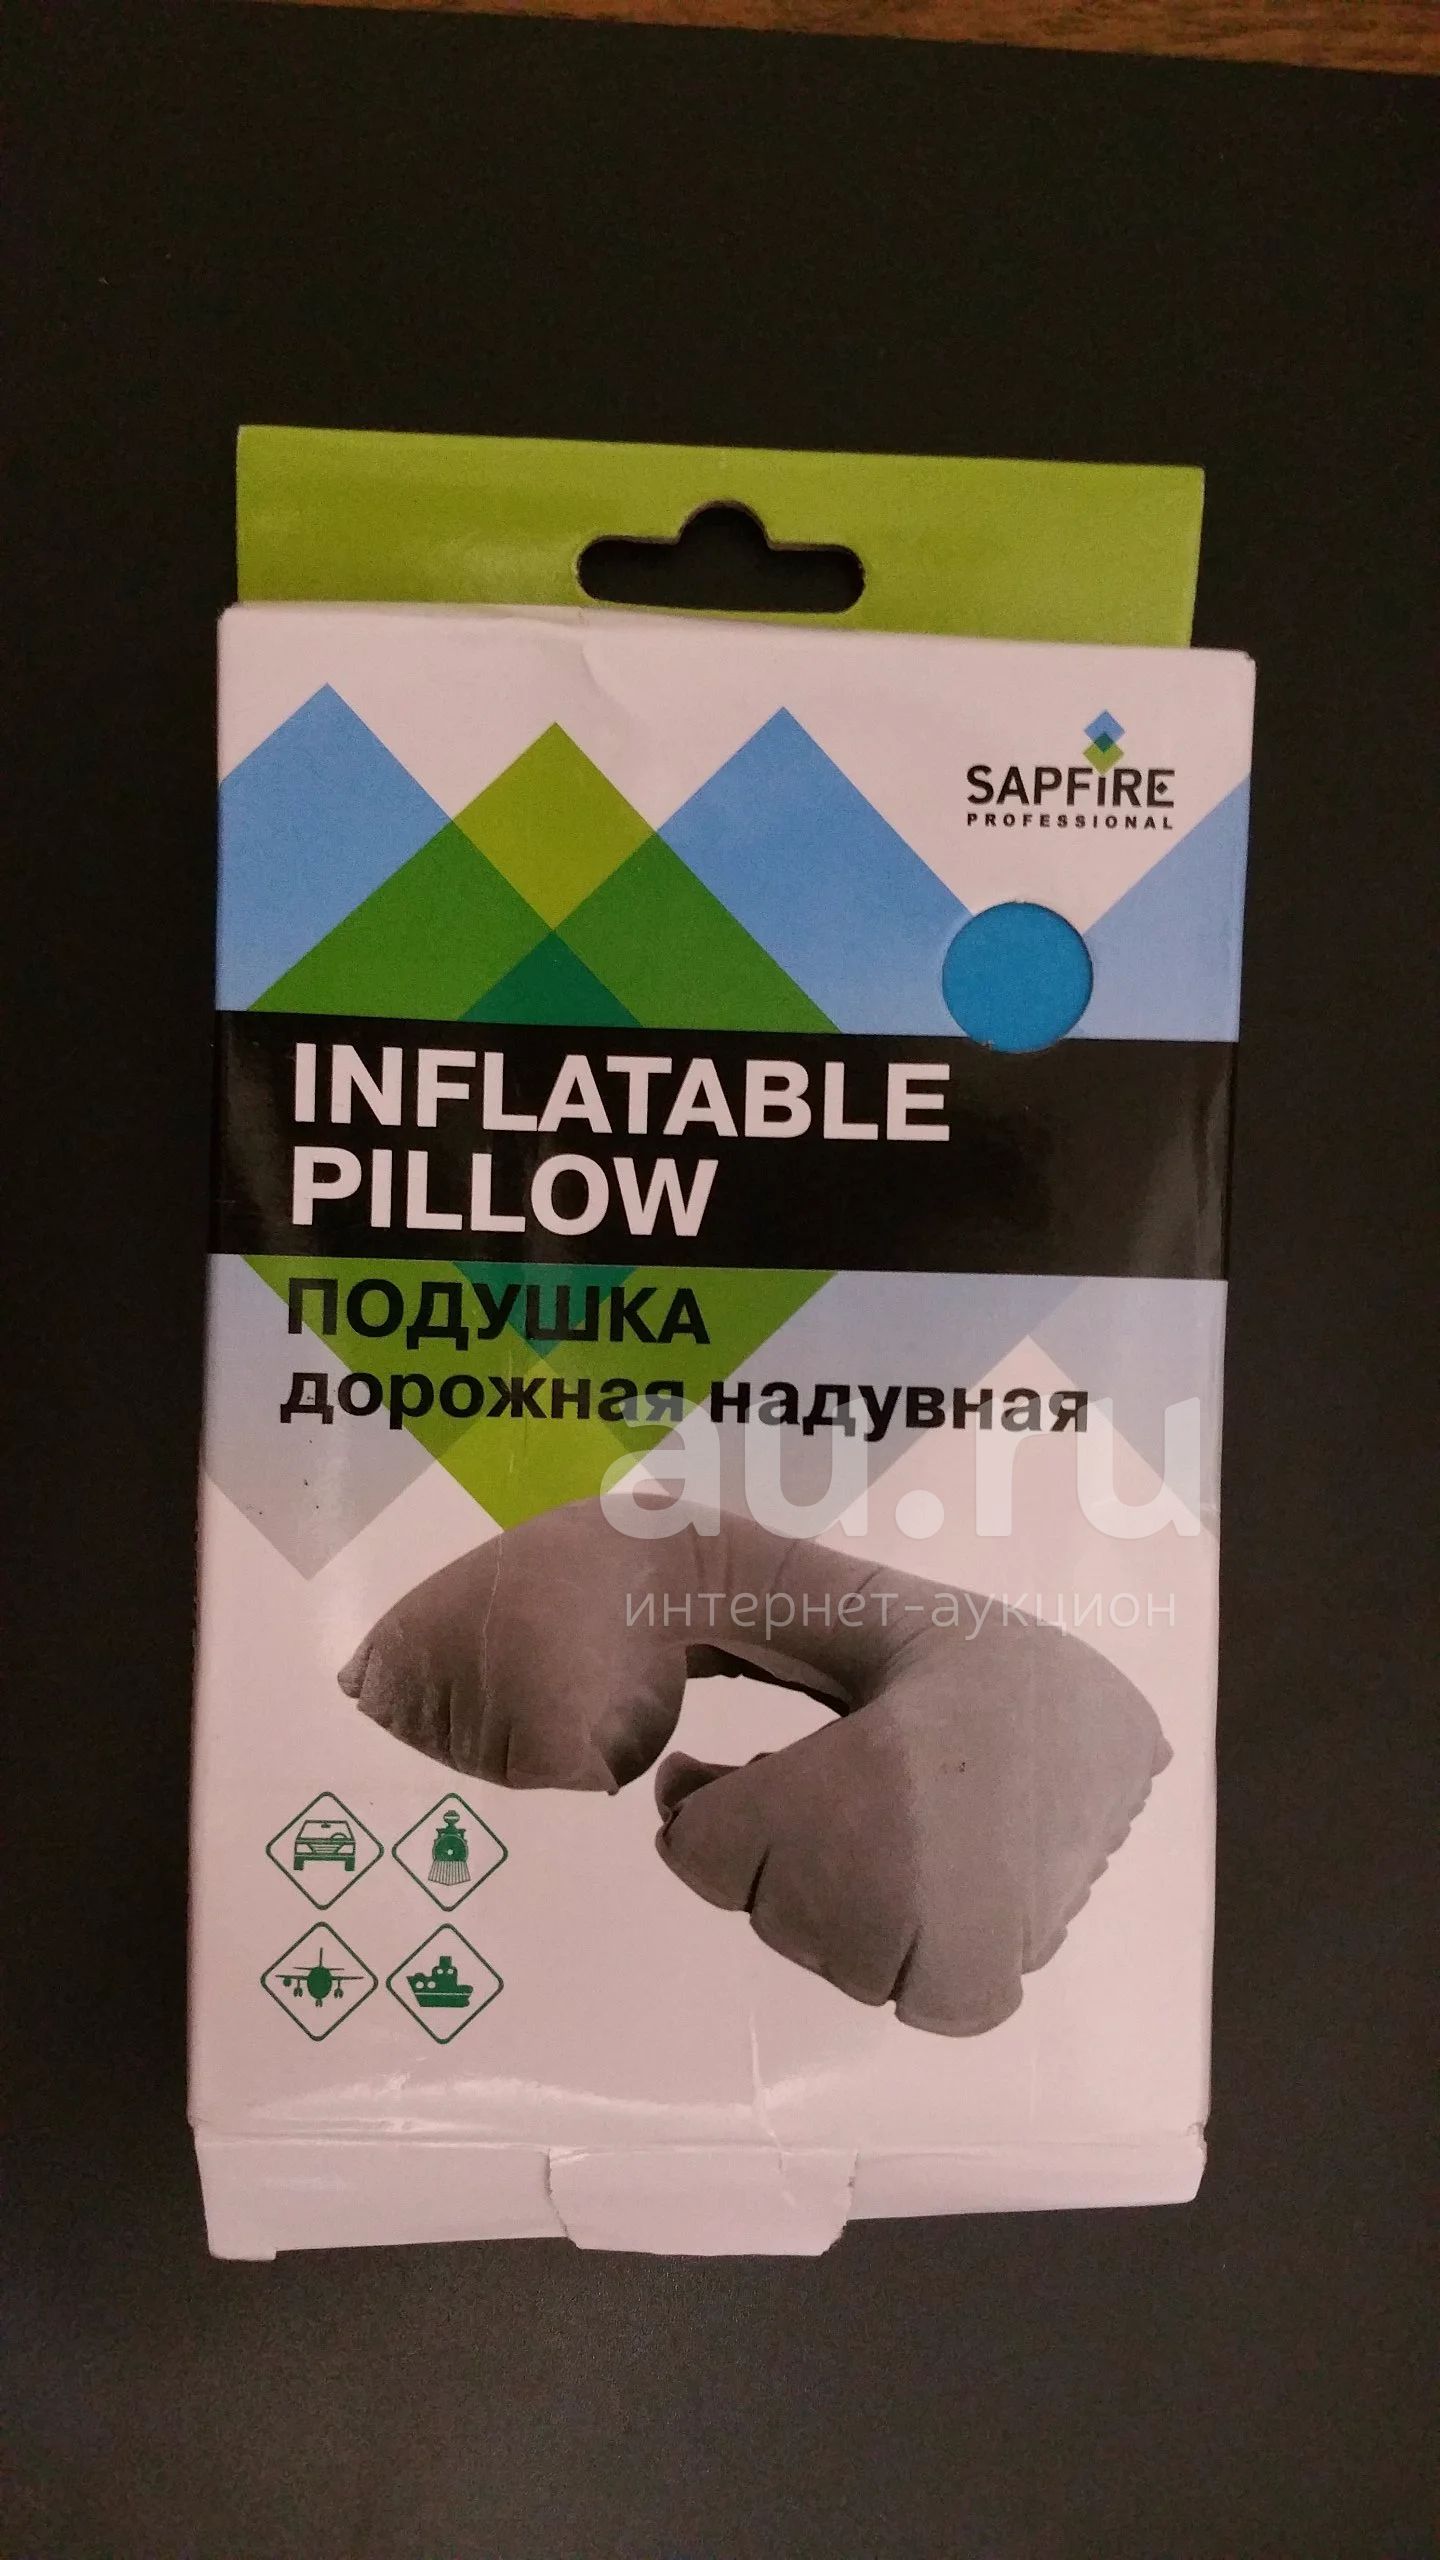 SAPFIRE
PROFESSIONAL
INFLATABLE
PILLOW
ПОДУШКА
дорожная надувная
au.ru
интернет-аукцион